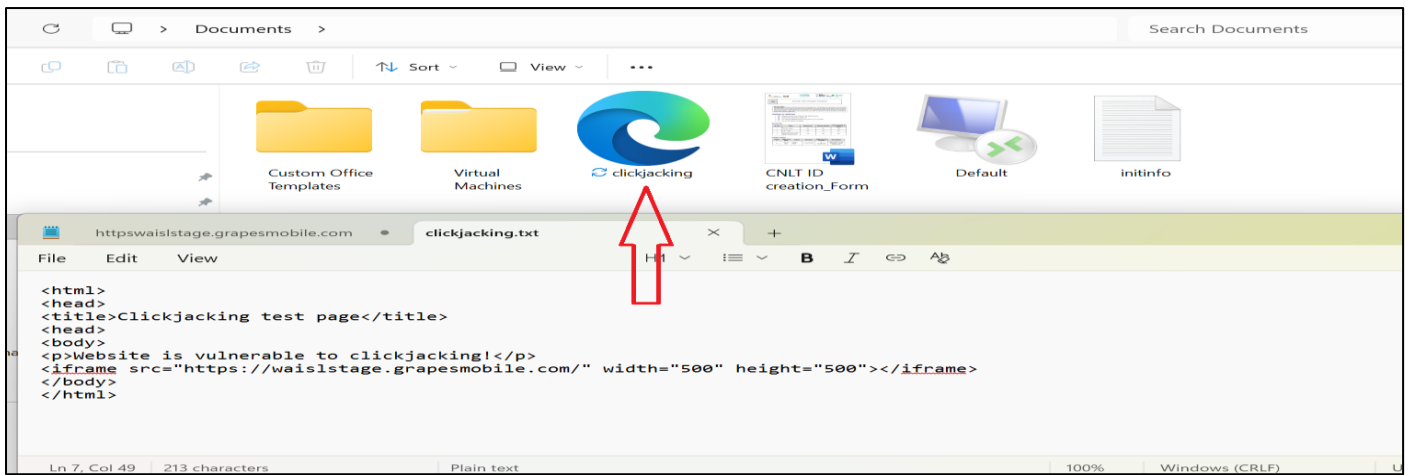 > Documents >
Search Documents
Sort
View
Custom Office
Templates
Virtual
Machines
clickjacking
CNLT ID
creation_Form
Default
initinfo
httpswaislstage.grapesmobile.com
clickjacking.txt
File Edit View
H1
B I
<html>
<head>
<title>Clickjacking test page</title>
<head>
<body>
<p>Website is vulnerable to clickjacking!</p>
<iframe src="https://waislstage.grapesmobile.com/" width="500" height="500"></iframe>
</body>
</html>
Ln 7, Col 49 213 characters Plain text 100% Windows (CRLF)